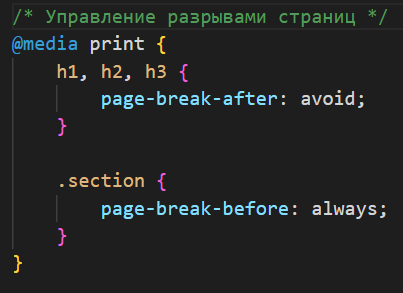 /* Управление разрывами страниц */
@media print {
    h1, h2, h3 {
        page-break-after: avoid;
    }

    .section {
        page-break-before: always;
    }
}